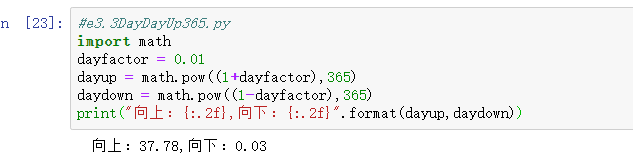 n [23]: #e3.3DayDayUp365.py
import math
dayfactor = 0.01
dayup = math.pow((1+dayfactor),365)
daydown = math.pow((1-dayfactor),365)
print("向上：{:.2f},向下：{:.2f}".format(dayup,daydown))
向上：37.78,向下：0.03